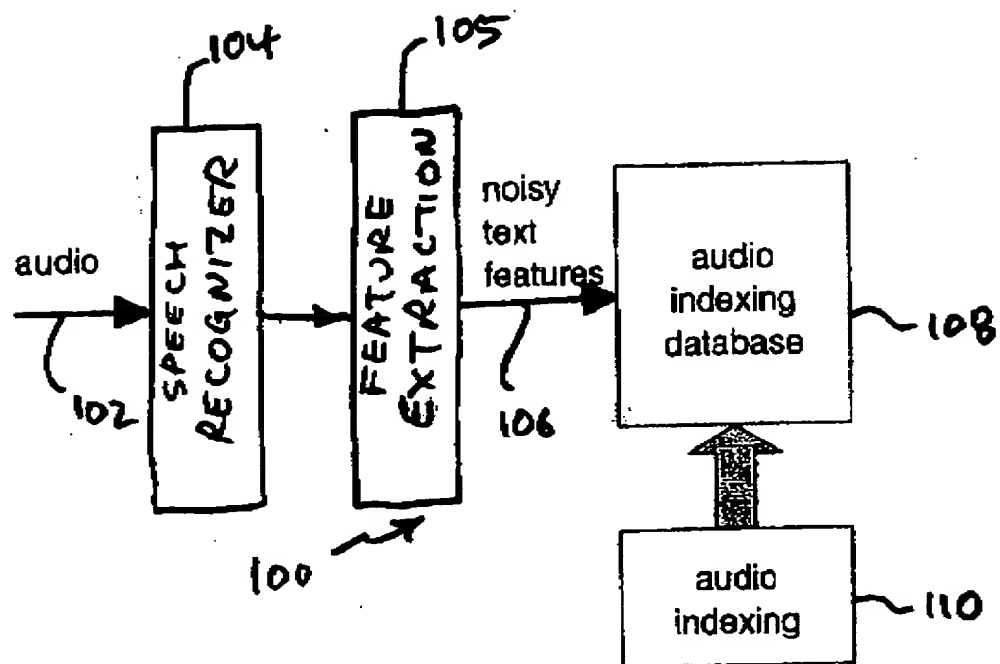 104
105
audio
SPEECH
RECOGNIZER
FEATURE
EXTRACTION
noisy
text
features
audio
indexing
database
108
102
106
100
audio
indexing
110